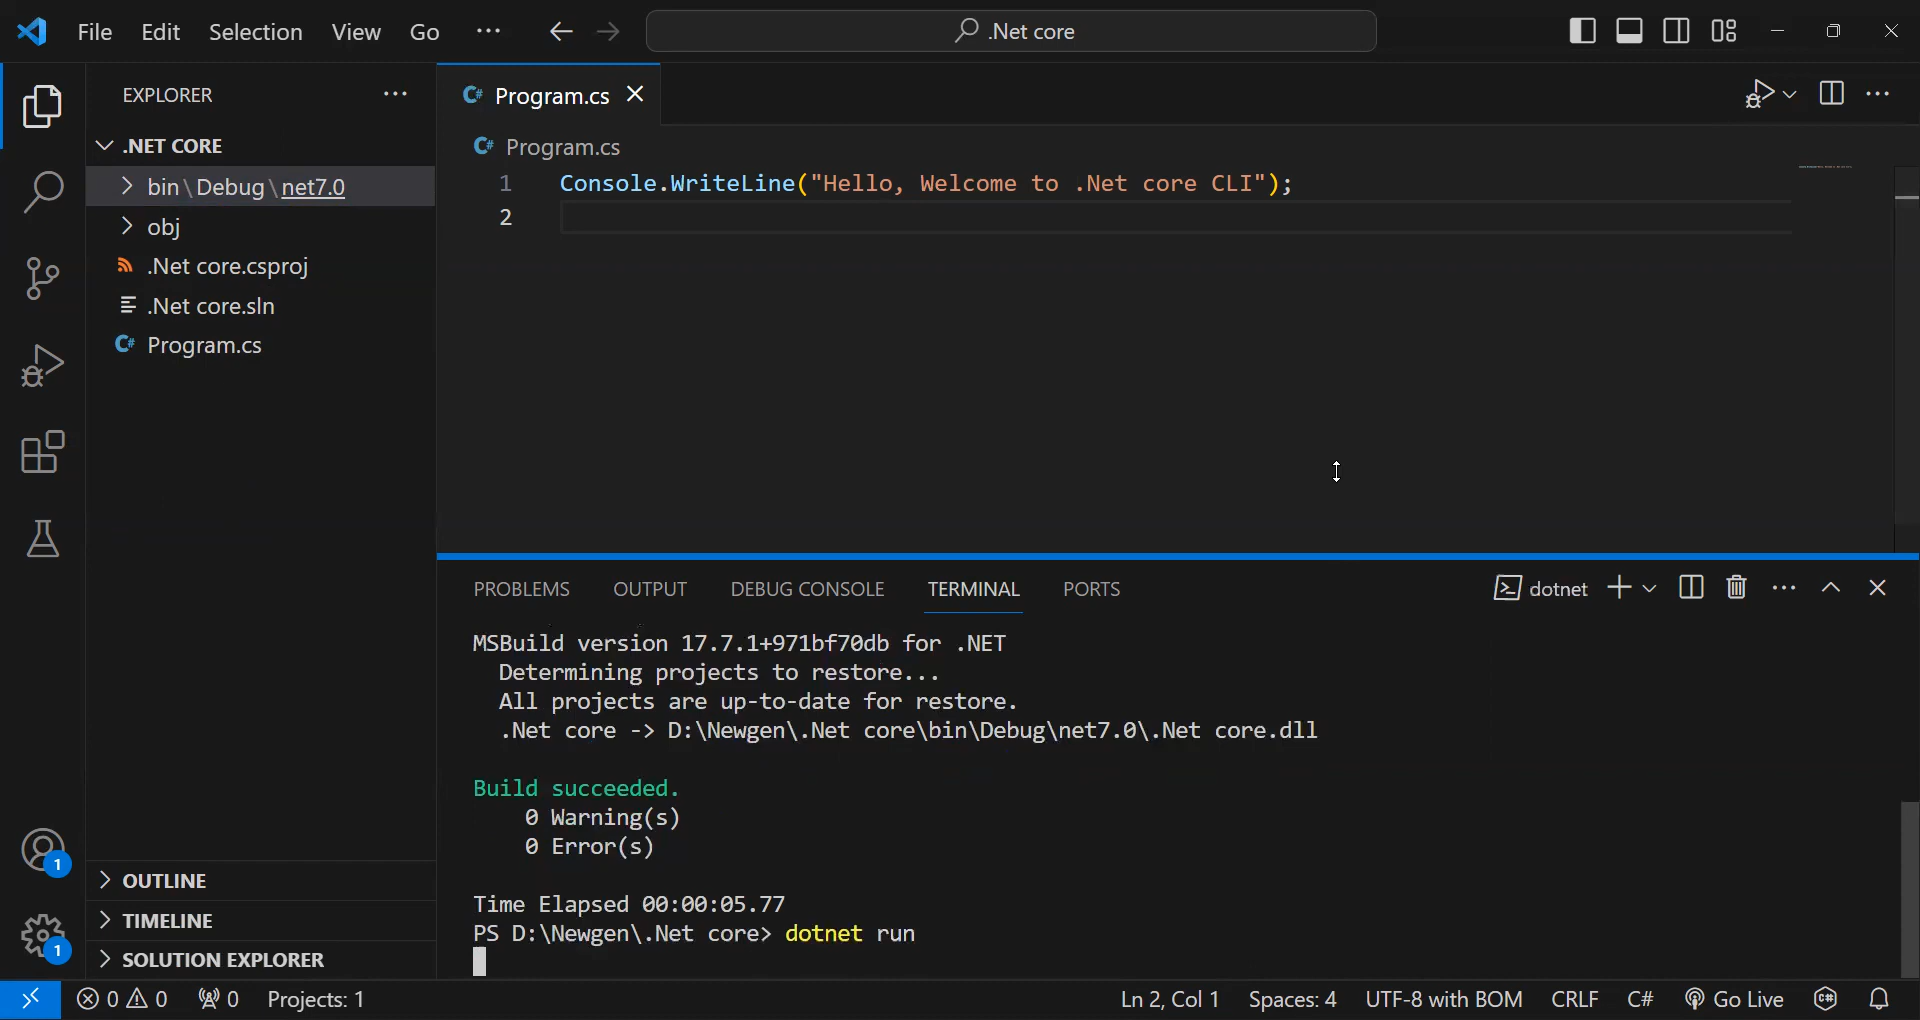 File Edit Selection View Go ··· .Net core
EXPLORER ···
.NET CORE
bin\Debug\net7.0
obj
.Net core.csproj
.Net core.sln
C# Program.cs
OUTLINE
TIMELINE
SOLUTION EXPLORER
1
1
C# Program.cs
C# Program.cs
1 Console.WriteLine("Hello, Welcome to .Net core CLI");
2
PROBLEMS OUTPUT DEBUG CONSOLE TERMINAL PORTS dotnet
MSBuild version 17.7.1+971bf70db for .NET
Determining projects to restore...
All projects are up-to-date for restore.
.Net core -> D:\Newgen\.Net core\bin\Debug\net7.0\.Net core.dll
Build succeeded.
0 Warning(s)
0 Error(s)
Time Elapsed 00:00:05.77
PS D:\Newgen\.Net core> dotnet run
0 0 0 Projects: 1 Ln 2, Col 1 Spaces: 4 UTF-8 with BOM CRLF C# Go Live